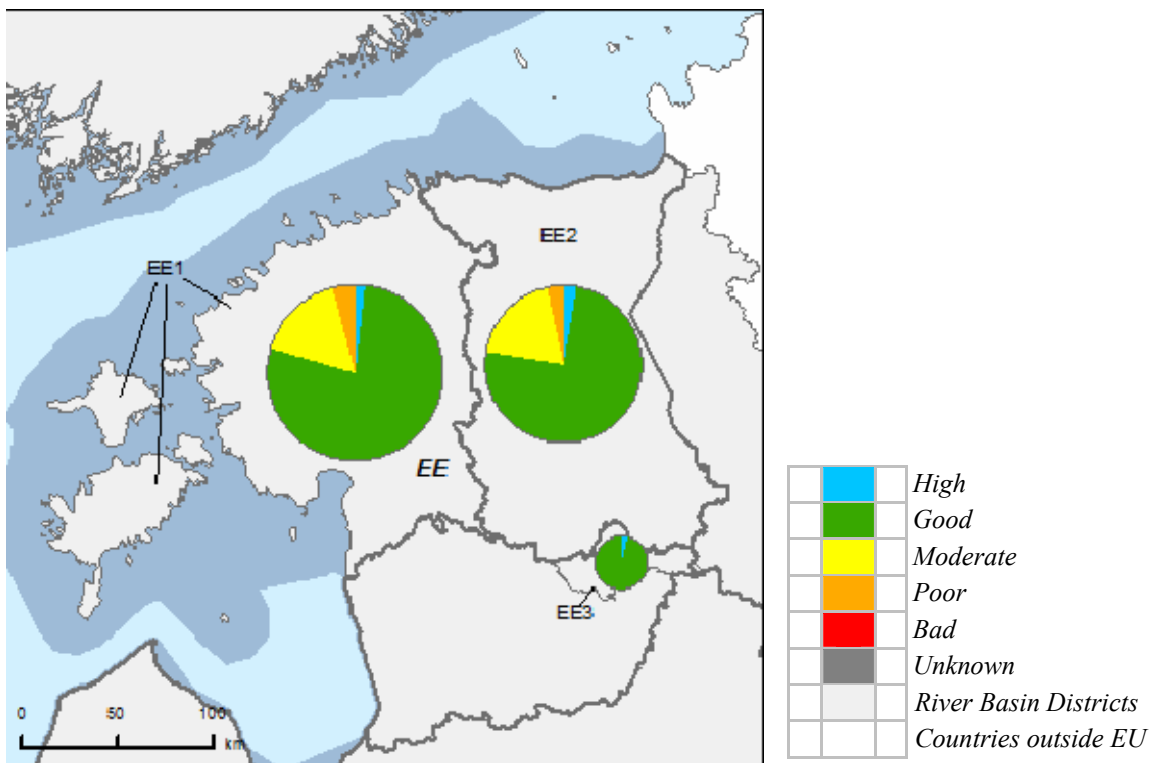 EE2
EE1
EE
EE3
0 50 100
km
High
Good
Moderate
Poor
Bad
Unknown
River Basin Districts
Countries outside EU